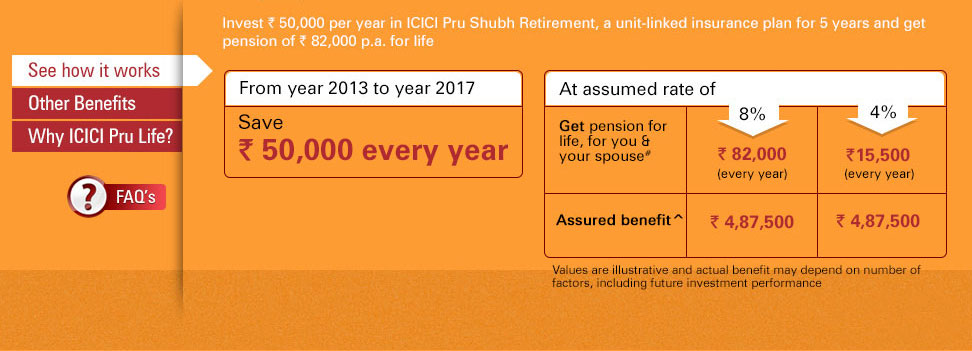 Invest ₹ 50,000 per year in ICICI Pru Shubh Retirement, a unit-linked insurance plan for 5 years and get
pension of ₹ 82,000 p.a. for life
See how it works
Other Benefits
Why ICICI Pru Life?
? FAQ's
From year 2013 to year 2017
Save
₹ 50,000 every year
At assumed rate of
8%
4%
Get pension for
life, for you &
your spouse#
₹ 82,000
(every year)
₹15,500
(every year)
Assured benefit^
₹ 4,87,500
₹ 4,87,500
Values are illustrative and actual benefit may depend on number of
factors, including future investment performance